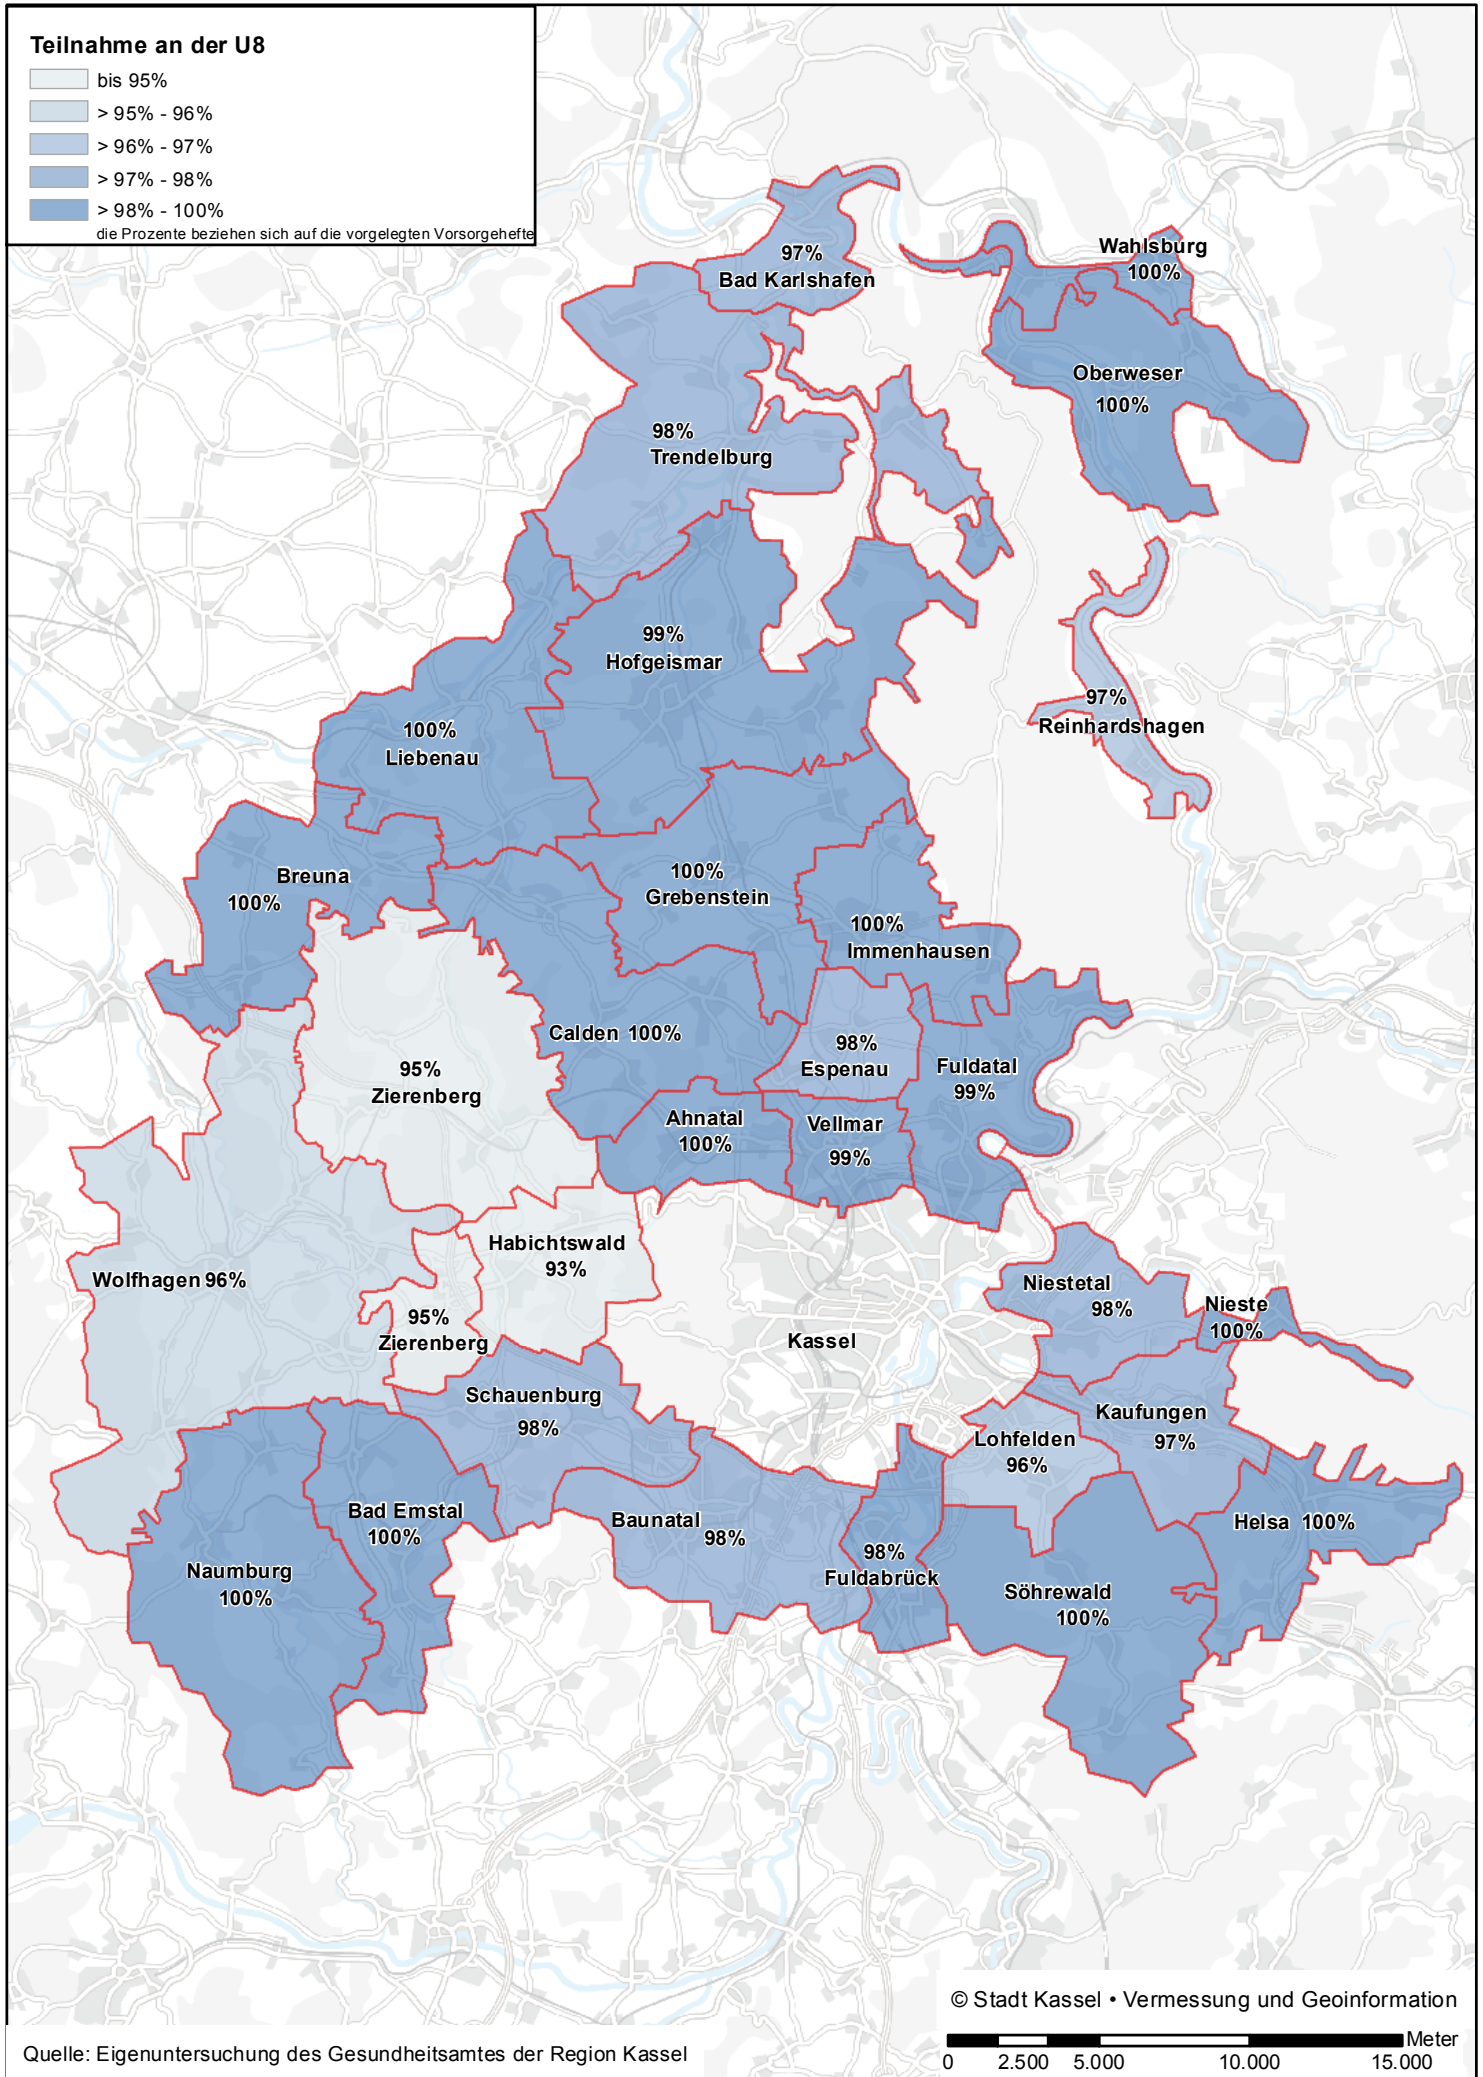 Teilnahme an der U8
bis 95%
> 95% - 96%
> 96% - 97%
> 97% - 98%
> 98% - 100%
die Prozente beziehen sich auf die vorgelegten Vorsorgehefte
97%
Bad Karlshafen
Wahlsburg
100%
Oberweser
100%
98%
Trendelburg
99%
Hofgeismar
97%
Reinhardshagen
100%
Liebenau
Breuna
100%
100%
Grebenstein
100%
Immenhausen
Calden 100%
98%
Espenau
Fuldatal
99%
95%
Zierenberg
Ahnatal
100%
Vellmar
99%
Habichtswald
93%
Wolfhagen 96%
95%
Zierenberg
Kassel
Niestetal
98%
Nieste
100%
Schauenburg
98%
Kaufungen
97%
Lohfelden
96%
Bad Emstal
100%
Baunatal
98%
98%
Fuldabrück
Helsa 100%
Naumburg
100%
Söhrewald
100%
© Stadt Kassel • Vermessung und Geoinformation
Meter
0 2.500 5.000 10.000 15.000
Quelle: Eigenuntersuchung des Gesundheitsamtes der Region Kassel